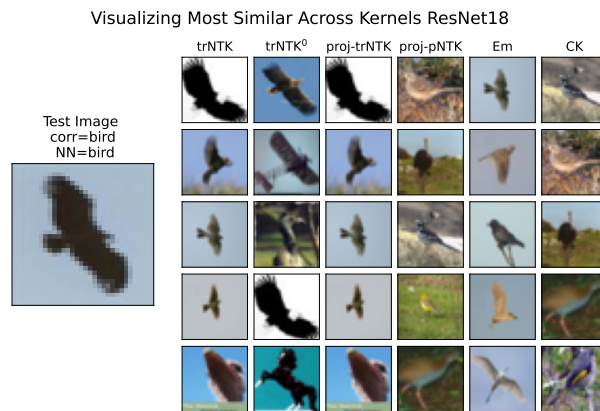 Visualizing Most Similar Across Kernels ResNet18
trNTK trNTK⁰ proj-trNTK proj-pNTK Em CK
Test Image
corr=bird
NN=bird